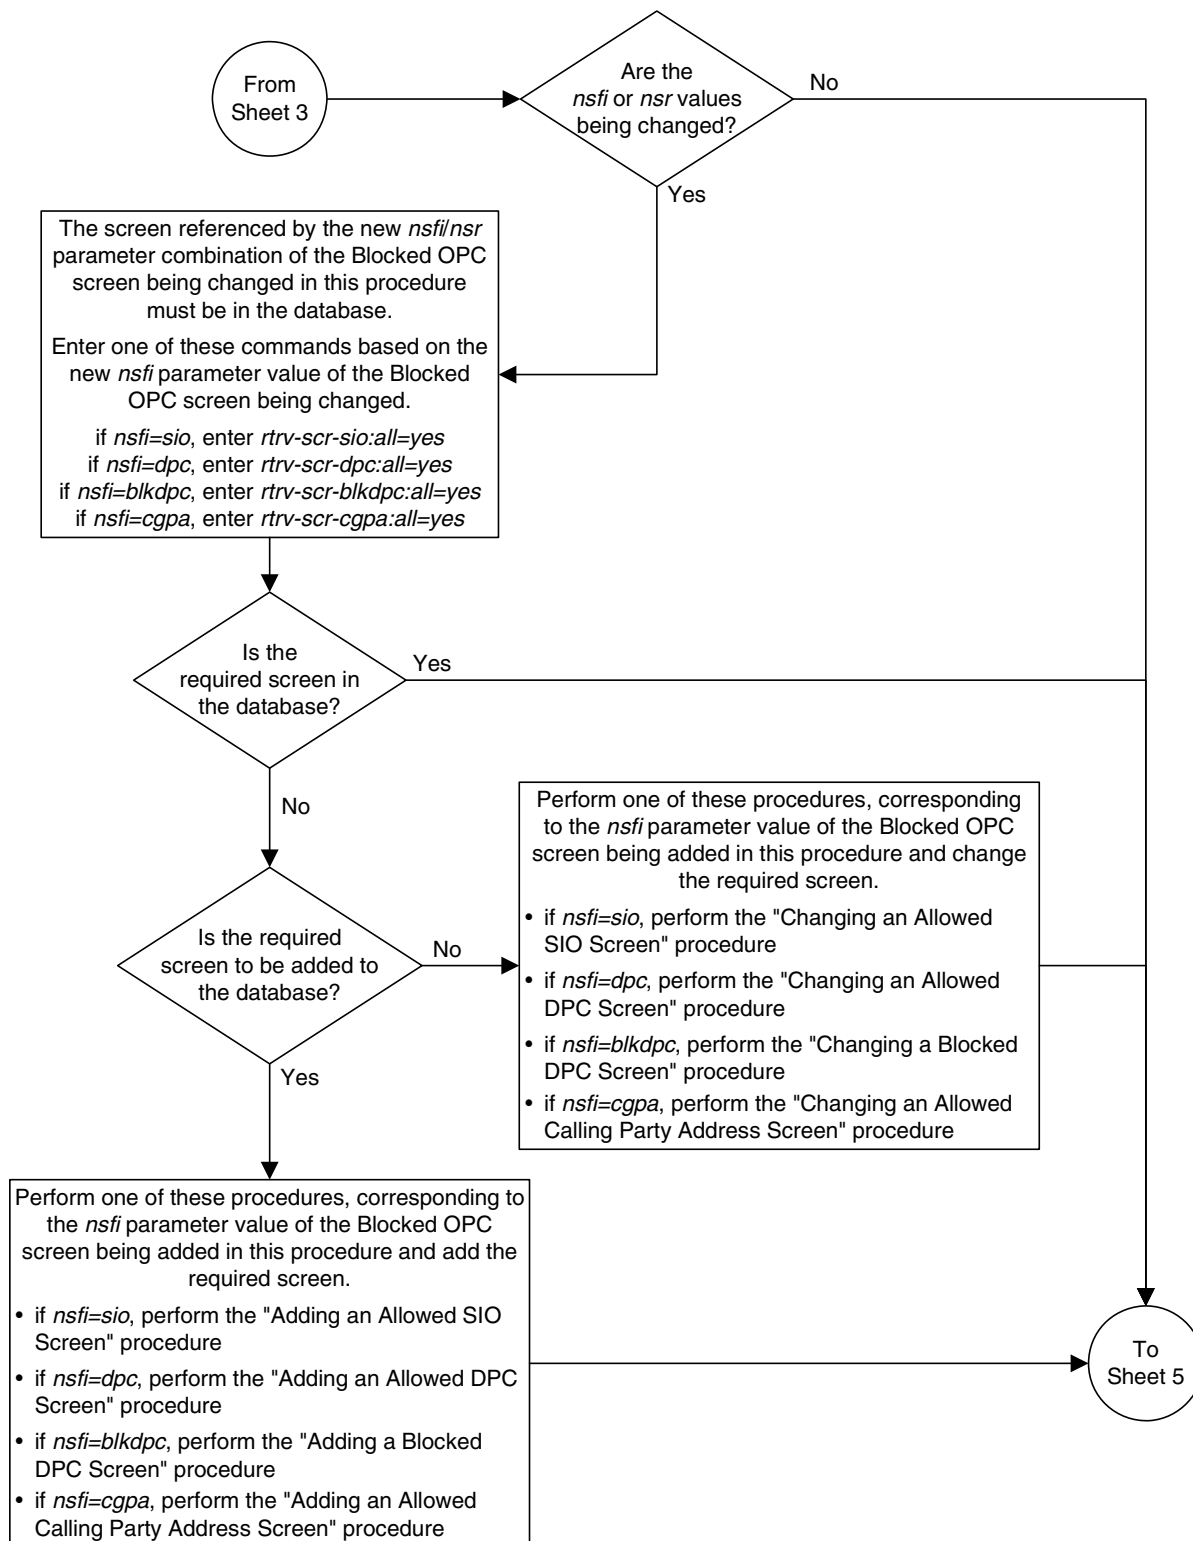 From
Sheet 3
Are the
nsfi or nsr values
being changed?
No
Yes
The screen referenced by the new nsfi/nsr
parameter combination of the Blocked OPC
screen being changed in this procedure
must be in the database.
Enter one of these commands based on the
new nsfi parameter value of the Blocked
OPC screen being changed.
if nsfi=sio, enter rtrv-scr-sio:all=yes
if nsfi=dpc, enter rtrv-scr-dpc:all=yes
if nsfi=blkdpc, enter rtrv-scr-blkdpc:all=yes
if nsfi=cgpa, enter rtrv-scr-cgpa:all=yes
Is the
required screen in
the database?
Yes
No
Is the required
screen to be added to
the database?
No
Yes
Perform one of these procedures, corresponding
to the nsfi parameter value of the Blocked OPC
screen being added in this procedure and change
the required screen.
• if nsfi=sio, perform the "Changing an Allowed
SIO Screen" procedure
• if nsfi=dpc, perform the "Changing an Allowed
DPC Screen" procedure
• if nsfi=blkdpc, perform the "Changing a Blocked
DPC Screen" procedure
• if nsfi=cgpa, perform the "Changing an Allowed
Calling Party Address Screen" procedure
Perform one of these procedures, corresponding to
the nsfi parameter value of the Blocked OPC
screen being added in this procedure and add the
required screen.
• if nsfi=sio, perform the "Adding an Allowed SIO
Screen" procedure
• if nsfi=dpc, perform the "Adding an Allowed DPC
Screen" procedure
• if nsfi=blkdpc, perform the "Adding a Blocked
DPC Screen" procedure
• if nsfi=cgpa, perform the "Adding an Allowed
Calling Party Address Screen" procedure
To
Sheet 5